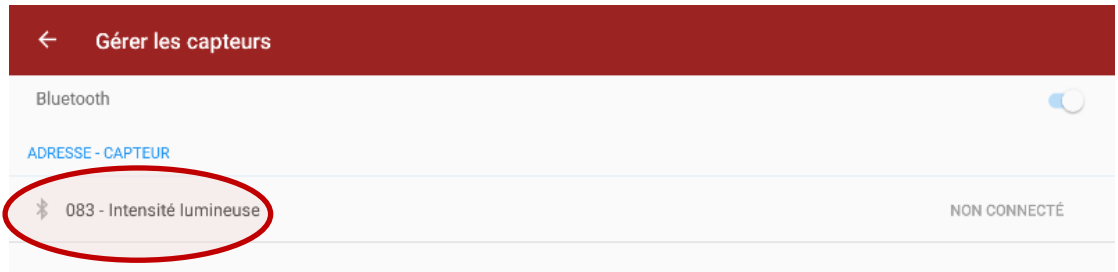 Gérer les capteurs
Bluetooth
ADRESSE - CAPTEUR
083 - Intensité lumineuse NON CONNECTÉ